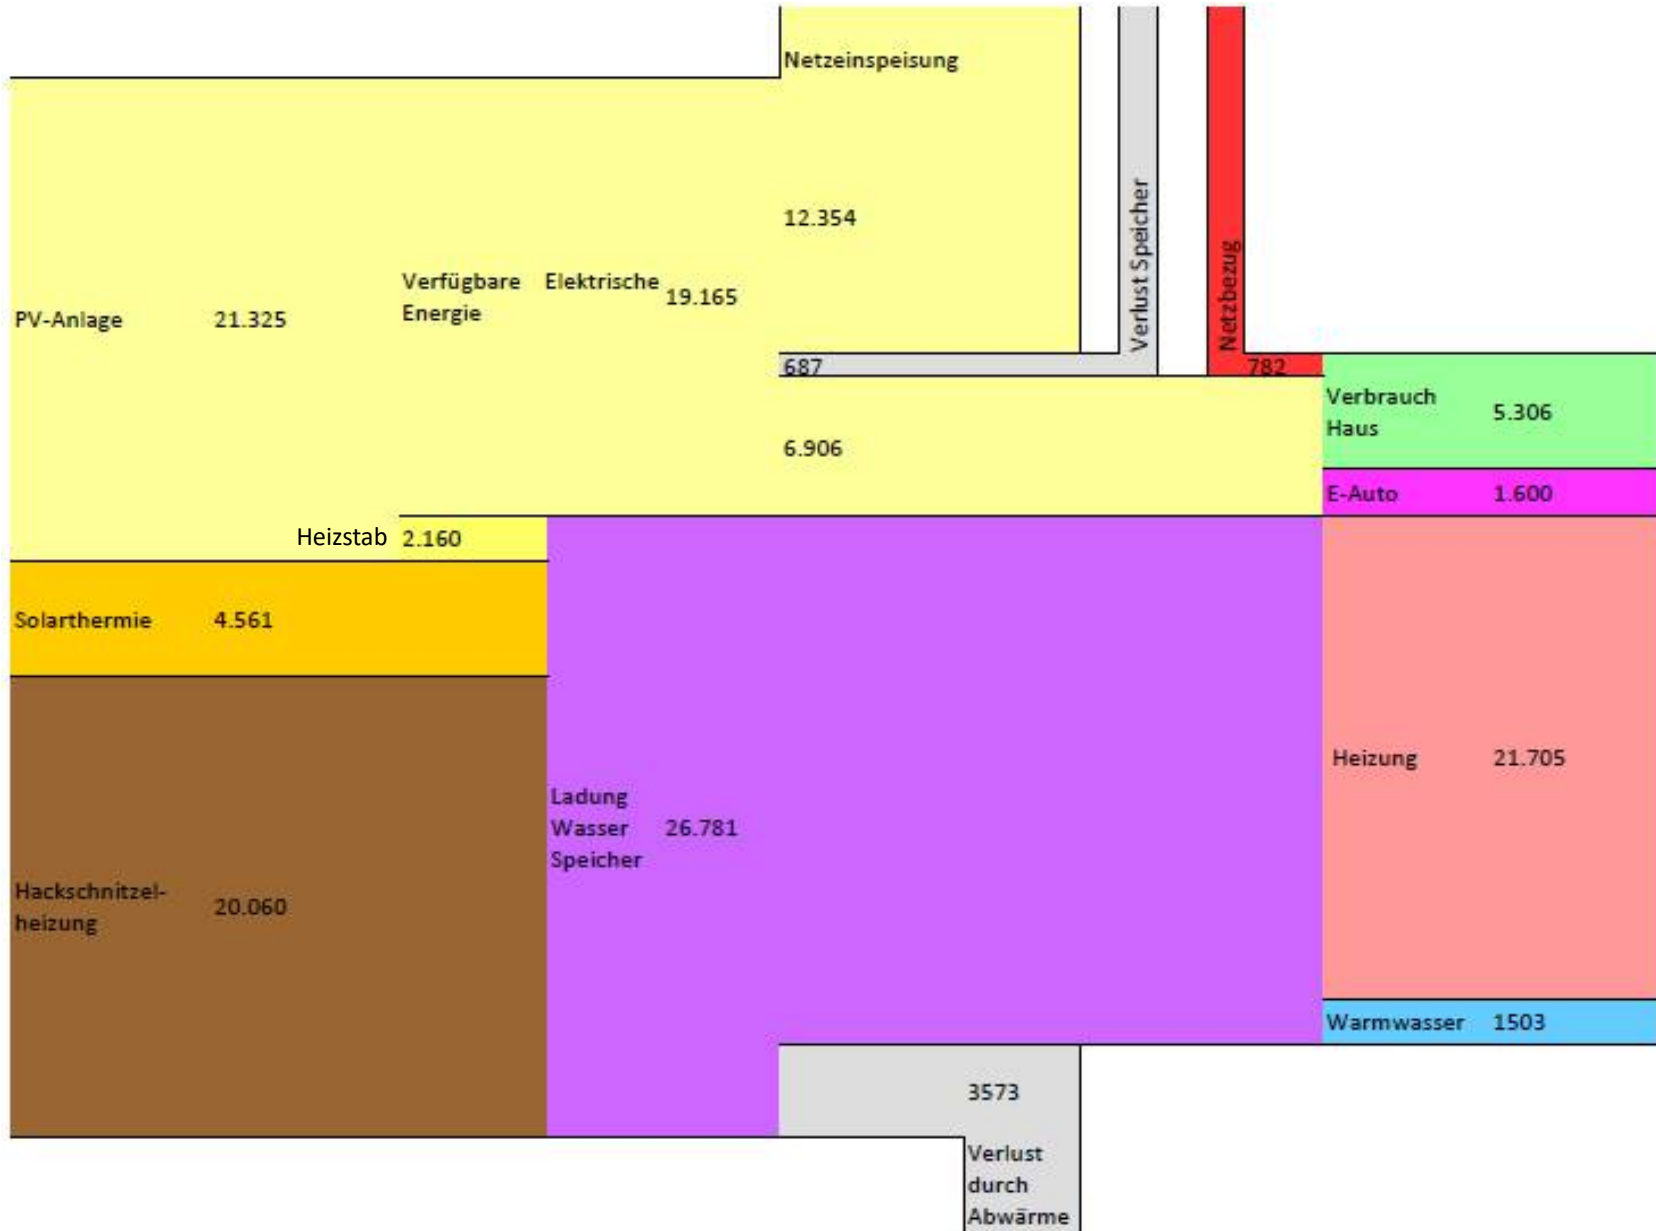 Netzeinspeisung
12.354
Verfügbare Elektrische
Energie
19.165
PV-Anlage 21.325
Verlust Speicher
Netzbezug
687
782
Verbrauch
Haus
5.306
6.906
E-Auto 1.600
Heizstab 2.160
Solarthermie 4.561
Heizung 21.705
Ladung
Wasser 26.781
Speicher
Hackschnitzel-
heizung
20.060
Warmwasser 1503
3573
Verlust
durch
Abwärme